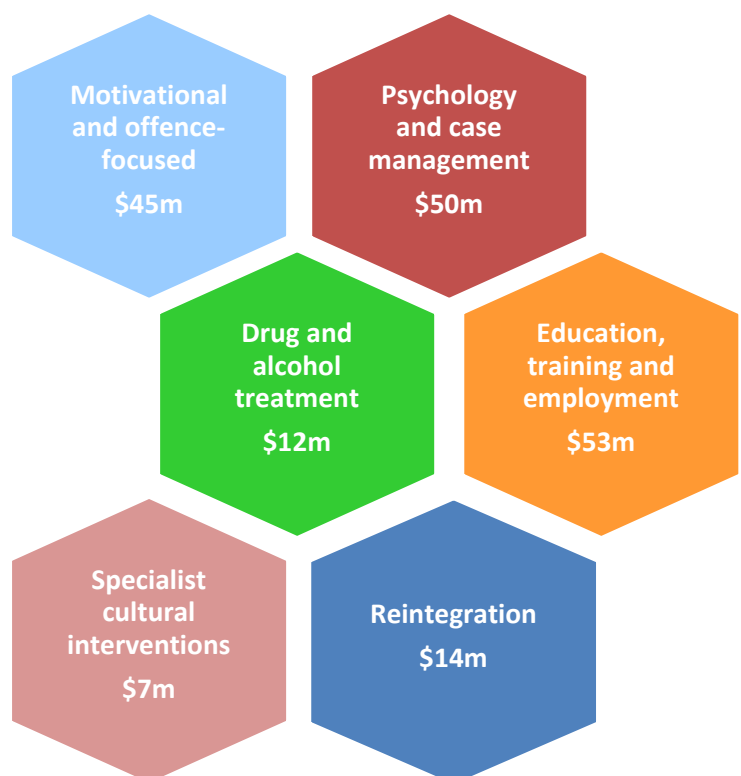 Motivational
and offence-
focused
$45m
Psychology
and case
management
$50m
Drug and
alcohol
treatment
$12m
Education,
training and
employment
$53m
Specialist
cultural
interventions
$7m
Reintegration
$14m